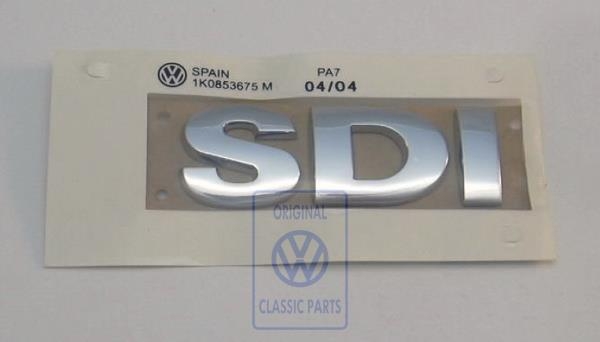 SPAIN PA7
1K0853675 M 04/04
SDI
ORIGINAL
CLASSIC PARTS